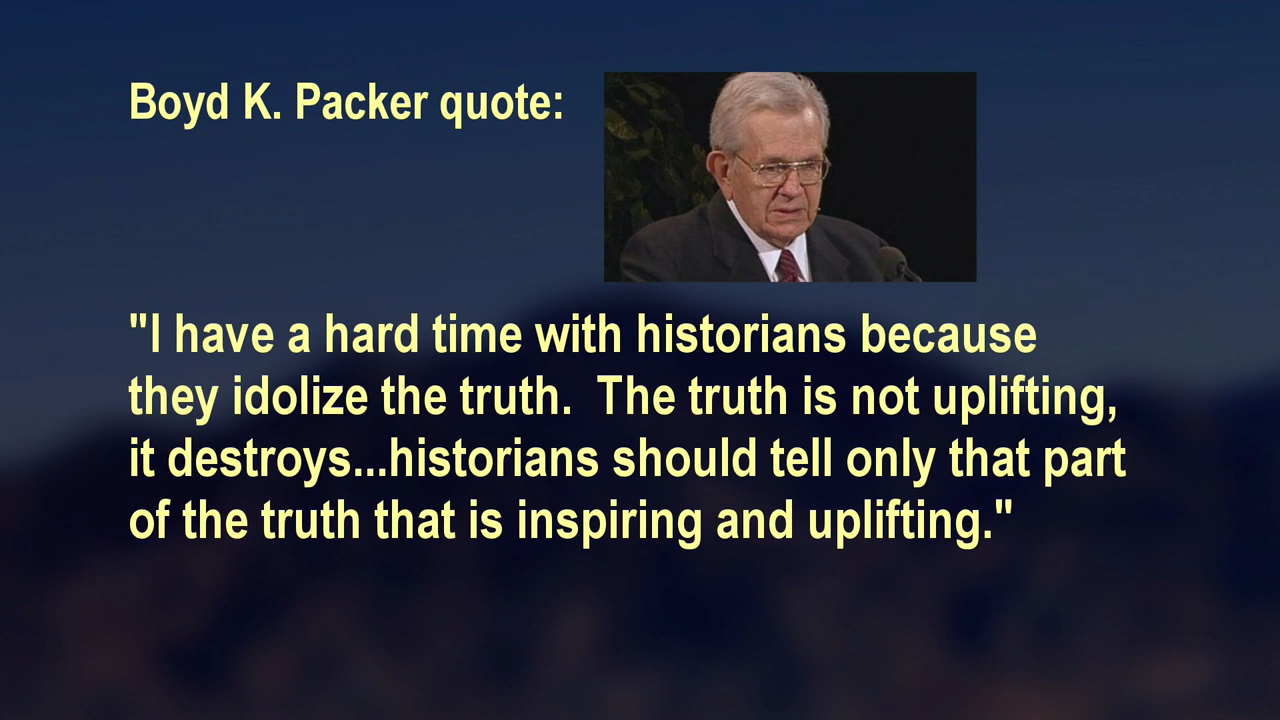 Boyd K. Packer quote:
"I have a hard time with historians because
they idolize the truth.  The truth is not uplifting,
it destroys...historians should tell only that part
of the truth that is inspiring and uplifting."